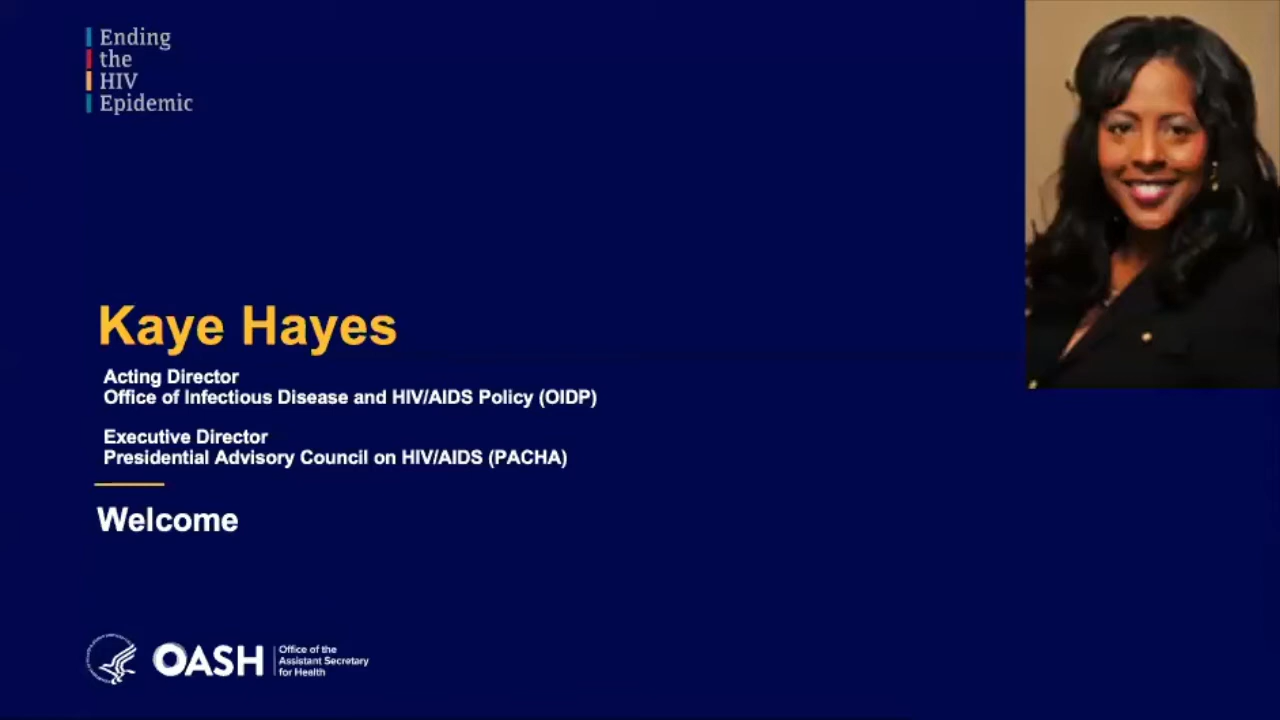 Ending
the
HIV
Epidemic
Kaye Hayes
Acting Director
Office of Infectious Disease and HIV/AIDS Policy (OIDP)
Executive Director
Presidential Advisory Council on HIV/AIDS (PACHA)
Welcome
OASH
Office of the
Assistant Secretary
for Health